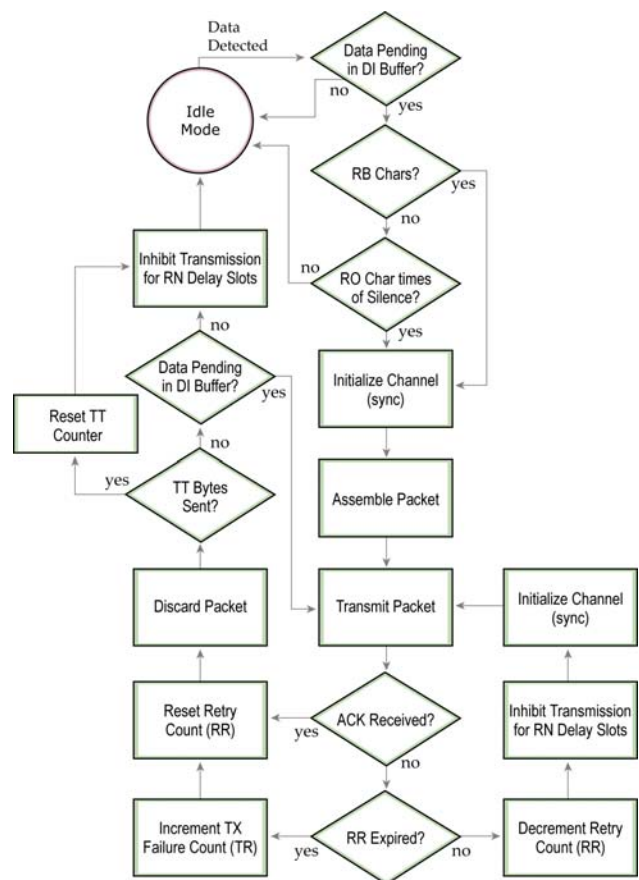 Data
Detected
Data Pending
in DI Buffer?
no
yes
Idle
Mode
RB Chars?
yes
no
Inhibit Transmission
for RN Delay Slots
no
RO Char times
of Silence?
yes
no
Data Pending
in DI Buffer?
yes
Initialize Channel
(sync)
Reset TT
Counter
no
yes
TT Bytes
Sent?
Assemble Packet
Discard Packet
Transmit Packet
Initialize Channel
(sync)
Reset Retry
Count (RR)
yes
ACK Received?
no
Inhibit Transmission
for RN Delay Slots
Increment TX
Failure Count (TR)
yes
RR Expired?
no
Decrement Retry
Count (RR)